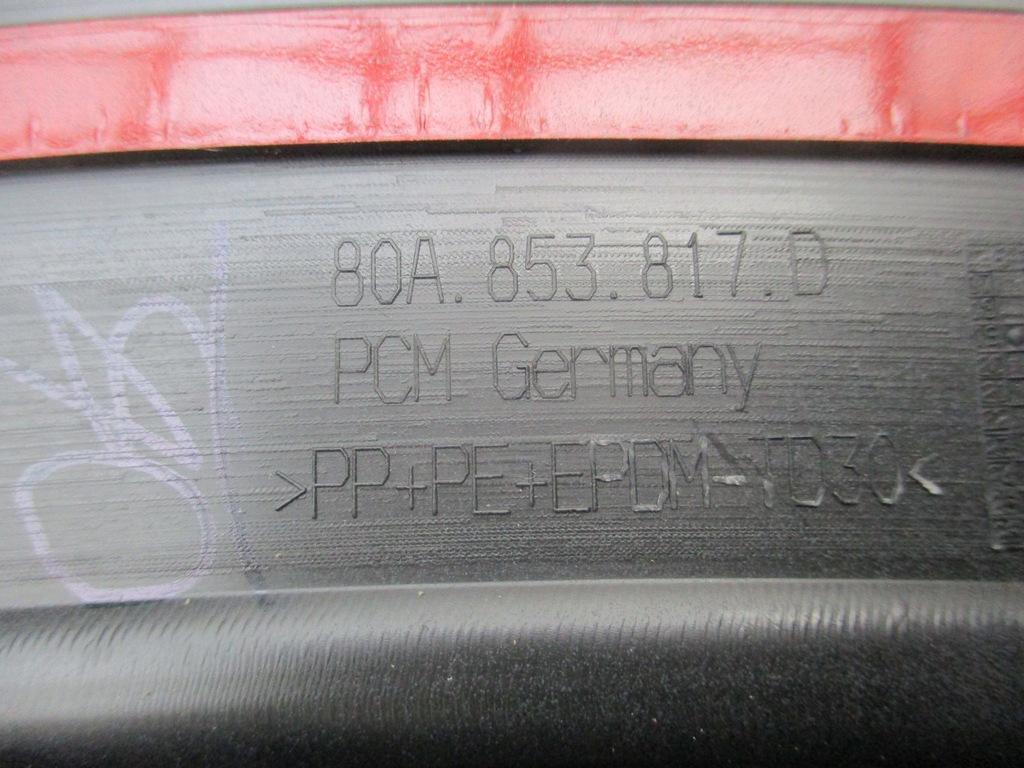 80A.853.817.D
PCM Germany
>PP+PE+EPDM-TD30<